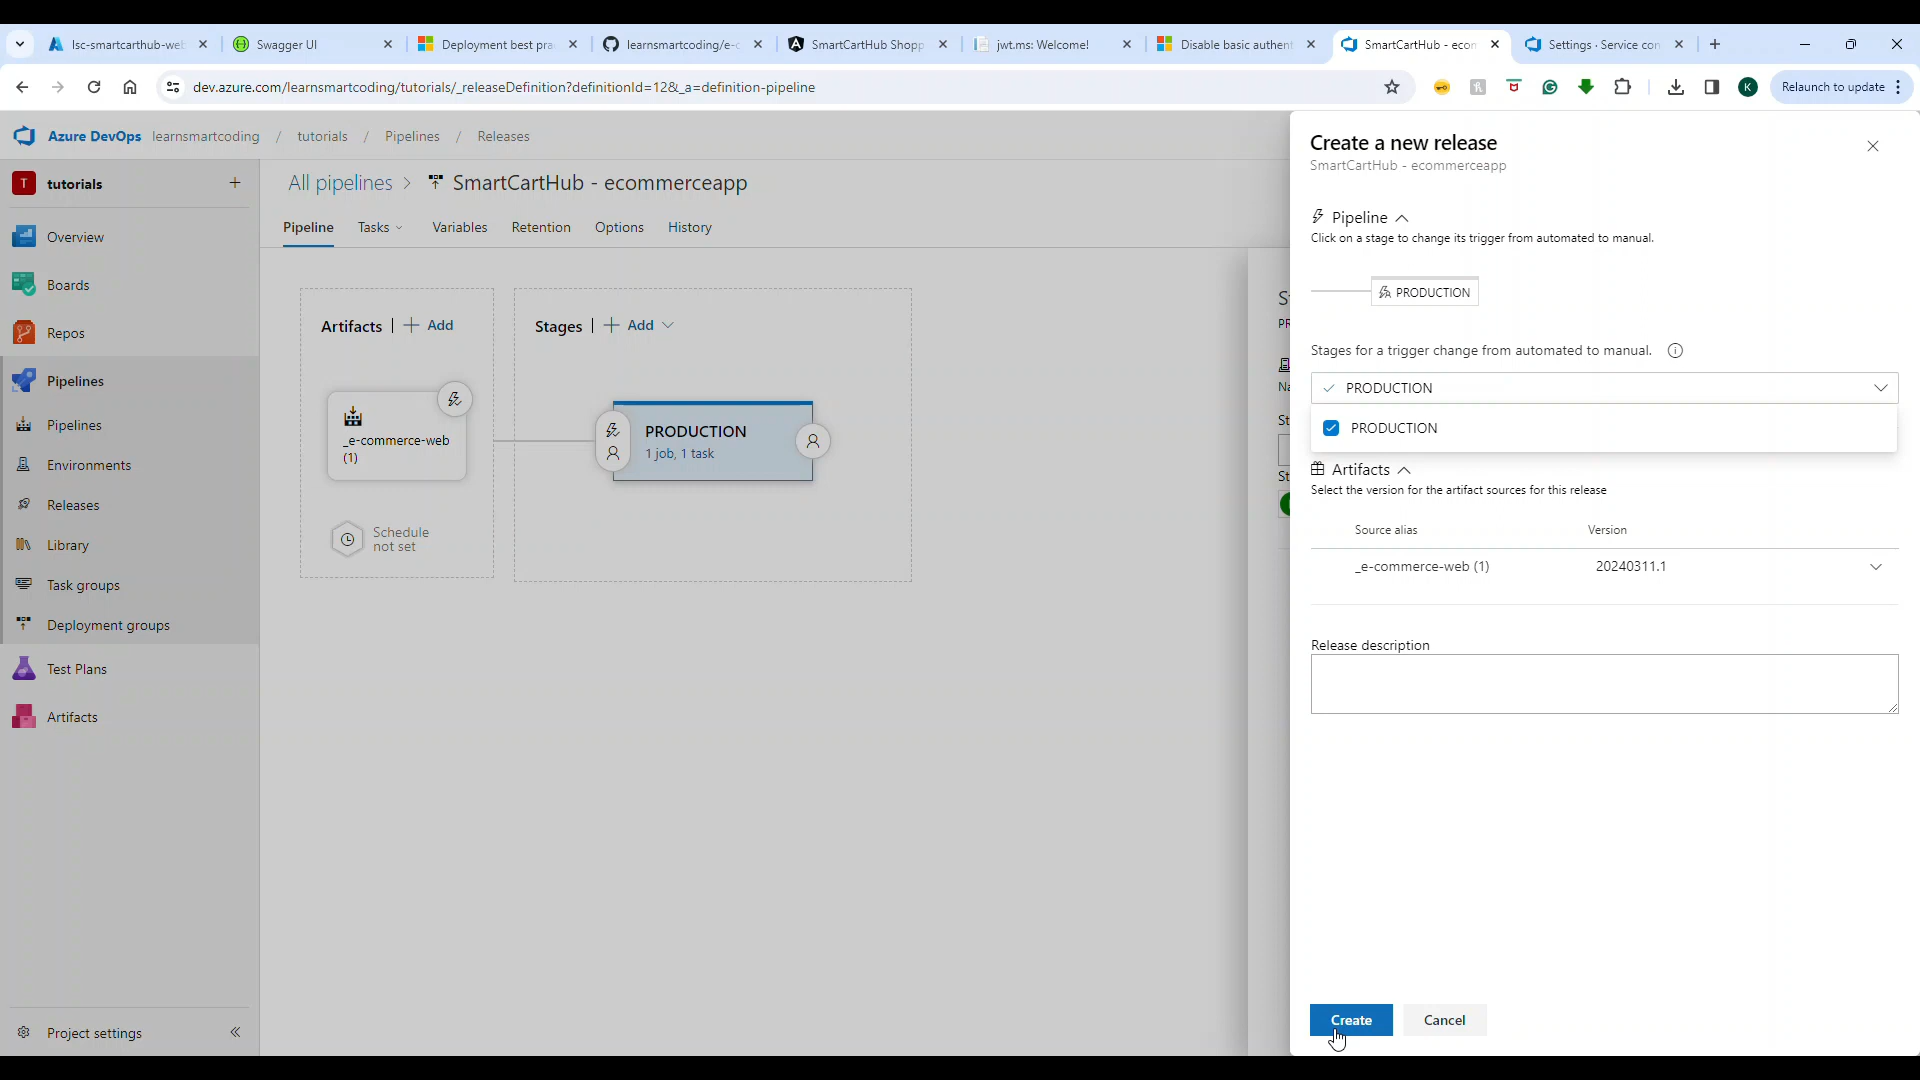 lsc-smartcarthub-web
Swagger UI
Deployment best pra
learnsmartcoding/e-c
SmartCartHub Shopp
jwt.ms: Welcome!
Disable basic authent
SmartCartHub - econ
Settings · Service con
dev.azure.com/learnsmartcoding/tutorials/_releaseDefinition?definitionId=12&_a=definition-pipeline
K
Relaunch to update
Azure DevOps learnsmartcoding / tutorials / Pipelines / Releases
T tutorials
Overview
Boards
Repos
Pipelines
Pipelines
Environments
Releases
Library
Task groups
Deployment groups
Test Plans
Artifacts
Project settings
All pipelines > SmartCartHub - ecommerceapp
Pipeline Tasks Variables Retention Options History
Artifacts | + Add
_e-commerce-web
(1)
Schedule
not set
Stages | + Add
PRODUCTION
1 job, 1 task
Create a new release
SmartCartHub - ecommerceapp
Pipeline
Click on a stage to change its trigger from automated to manual.
PRODUCTION
Stages for a trigger change from automated to manual.
PRODUCTION
PRODUCTION
Artifacts
Select the version for the artifact sources for this release
Source alias Version
_e-commerce-web (1) 20240311.1
Release description
Create Cancel